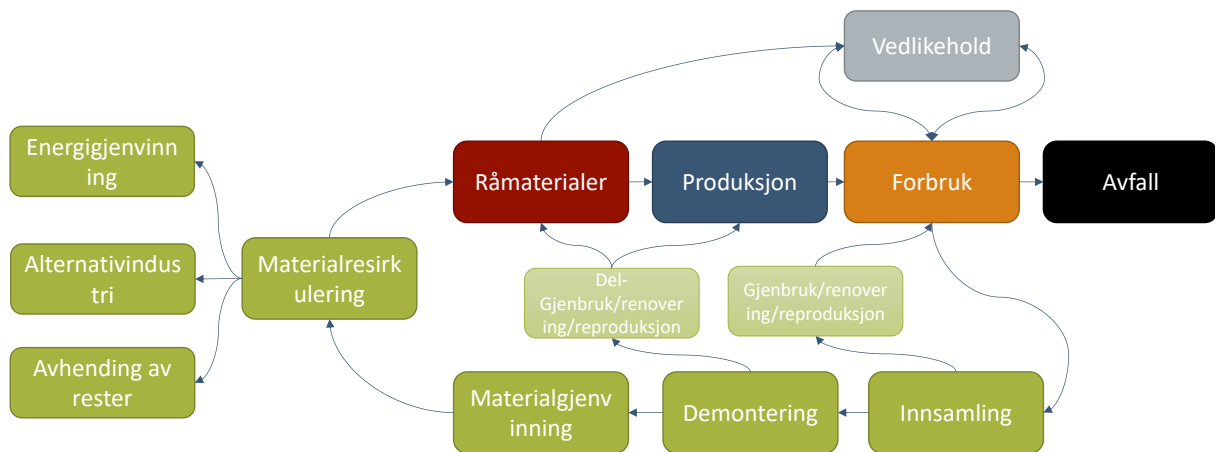 Vedlikehold
Energigjenvinn
ing
Råmaterialer
Produksjon
Forbruk
Avfall
Alternativindus
tri
Materialresirk
ulering
Del-
Gjenbruk/renover
ing/reproduksjon
Gjenbruk/renover
ing/reproduksjon
Avhending av
rester
Materialgjenv
inning
Demontering
Innsamling